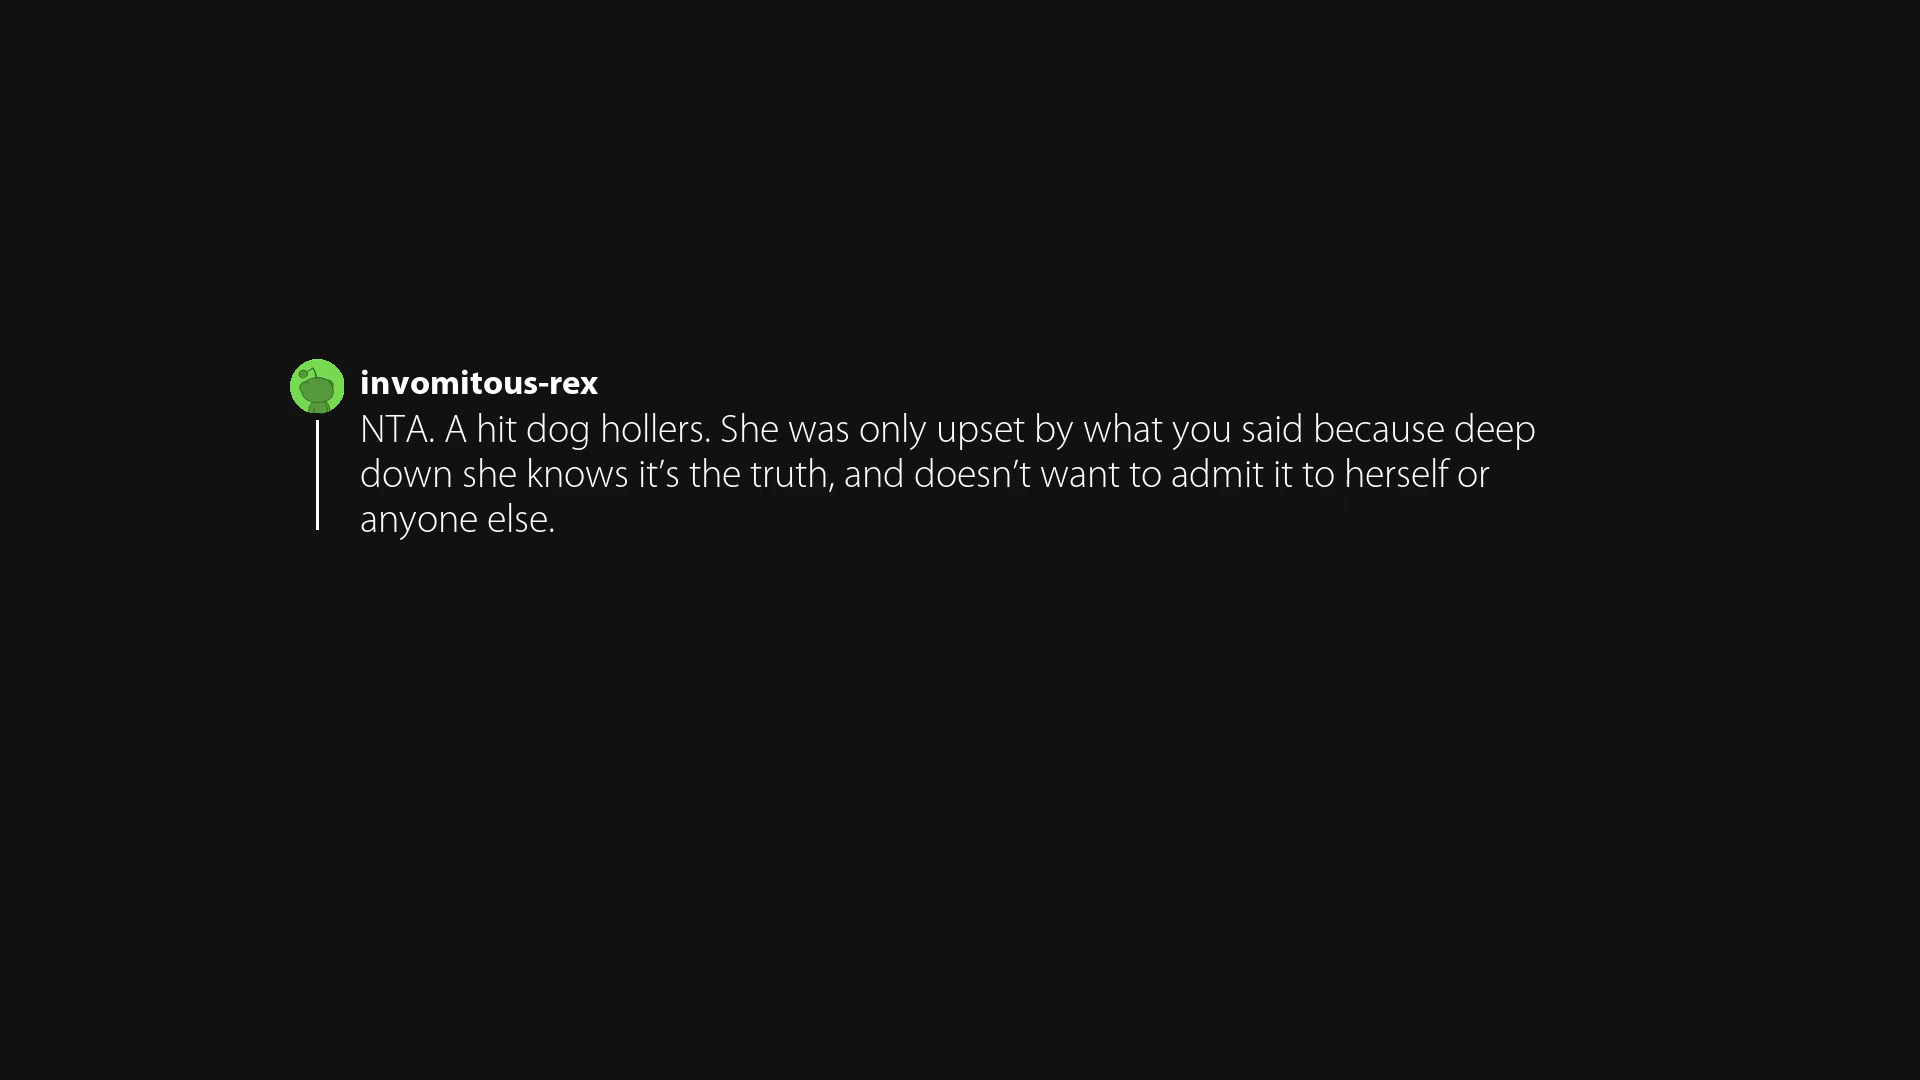 invomitous-rex
NTA. A hit dog hollers. She was only upset by what you said because deep
down she knows it’s the truth, and doesn’t want to admit it to herself or
anyone else.